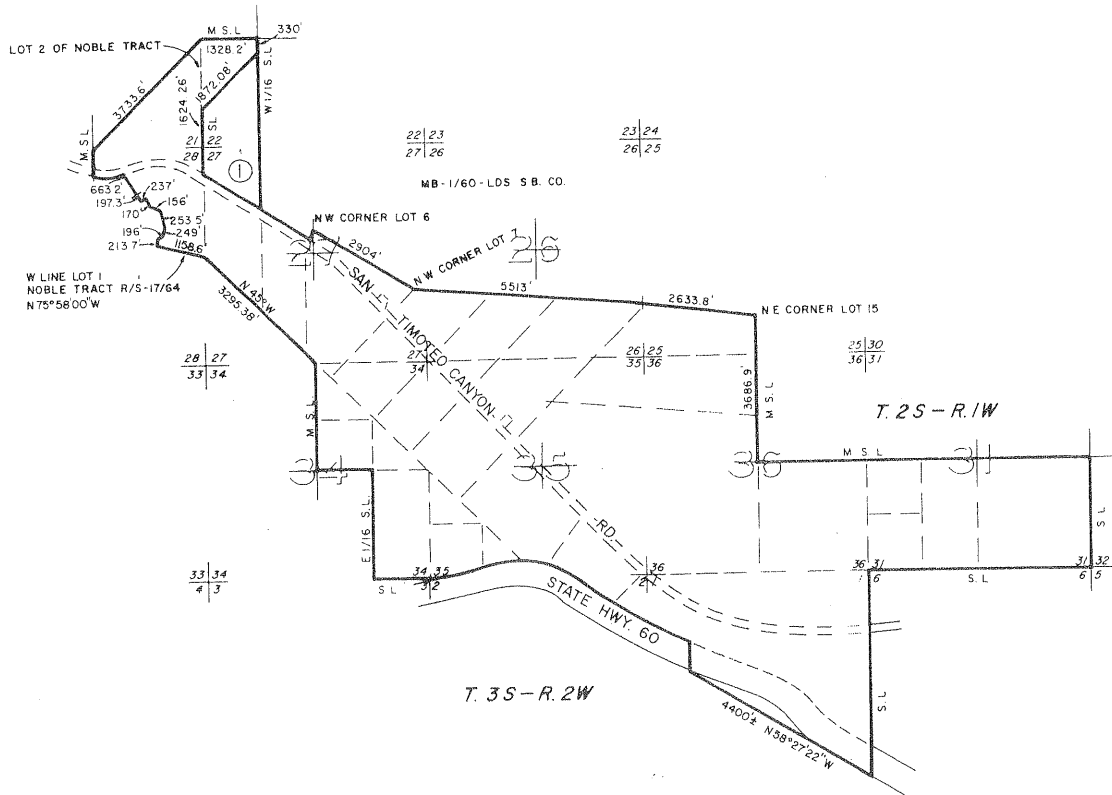 M S.L
330'
LOT 2 OF NOBLE TRACT
1328.2'
W 1/16 S.L
1872.08'
3733.6'
1624.26'
SL
M.S.L
21 22
28 27
1
22 23
27 26
23 24
26 25
MB-1/60-LDS S B. CO.
663.2'
237'
197.3'
156'
170'
253.5'
249'
196'
213.7'
1158.6'
W LINE LOT 1
NOBLE TRACT R/S-17/64
N 75°58'00"W
N 45° W
3295.38'
N W CORNER LOT 6
27
2904'
N W CORNER LOT 7
26
5513'
2633.8'
N E CORNER LOT 15
SAN TIMOTEO CANYON
RD.
28 27
33 34
27
34
26 25
35 36
25 30
36 31
3686.9'
M.S.L
T. 2S-R.1W
M S L
34
M S L
35
36
M S L
31
S L
E 1/16 S.L.
33 34
4 3
34 35
3 2
S L
36
2 1
36 31
1 6
S.L
31 32
6 5
STATE HWY. 60
S.L
T. 3S-R.2W
4400'± N58°27'22"W